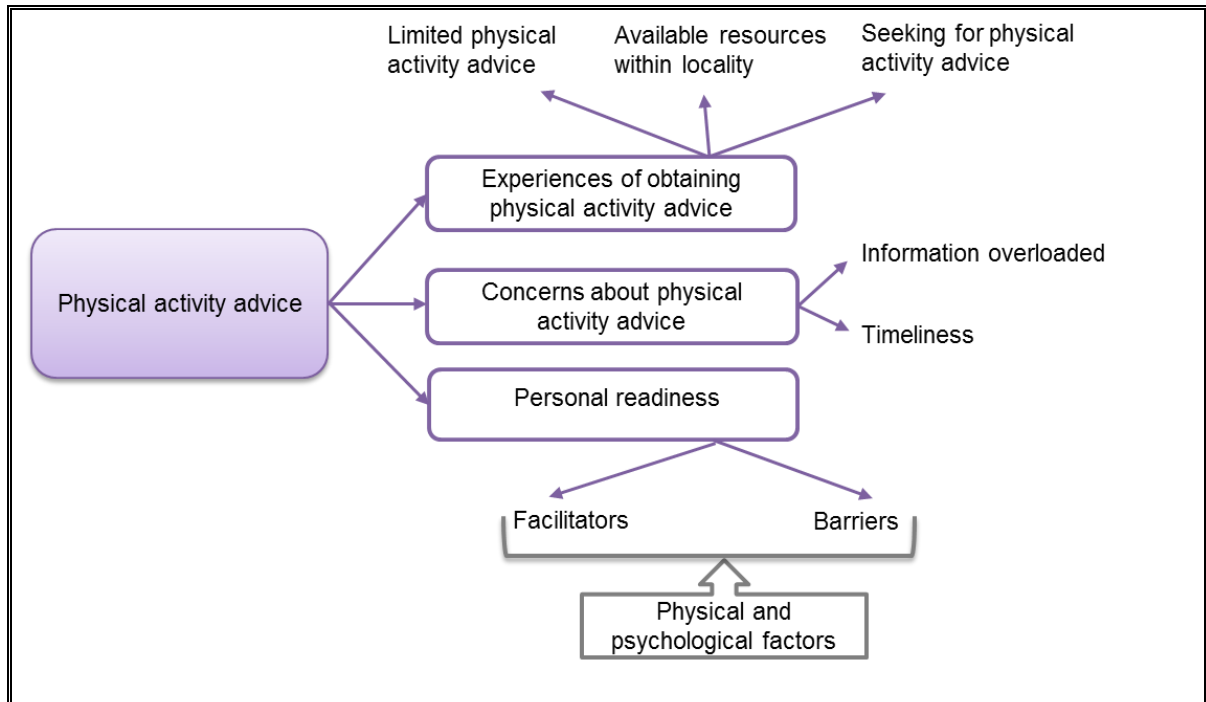 Limited physical
activity advice
Available resources
within locality
Seeking for physical
activity advice
Experiences of obtaining
physical activity advice
Physical activity advice
Concerns about physical
activity advice
Information overloaded
Timeliness
Personal readiness
Facilitators
Barriers
Physical and
psychological factors